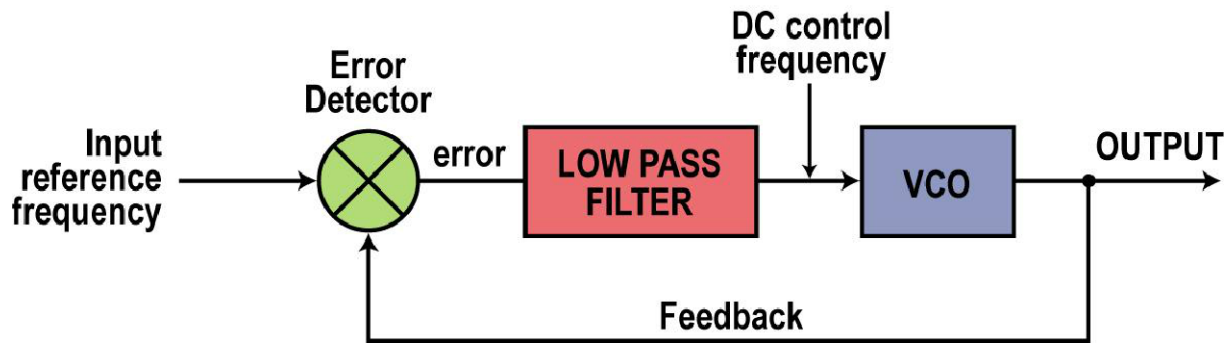 DC control
frequency
Error
Detector
Input
reference
frequency
error
LOW PASS
FILTER
VCO
OUTPUT
Feedback